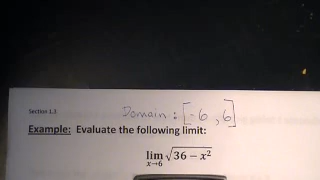 Section 1.3 Domain: [-6, 6]
Example: Evaluate the following limit:
lim x→6 √36 − x²